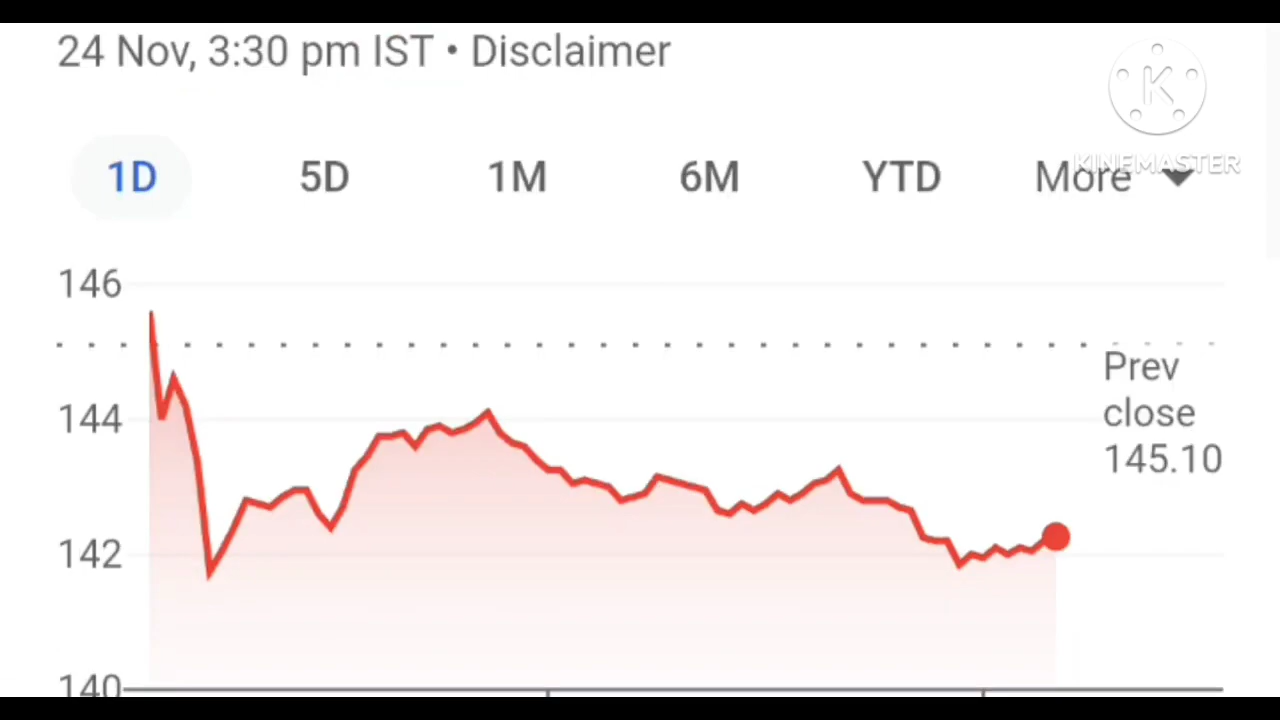 24 Nov, 3:30 pm IST • Disclaimer
K
KINEMASTER
1D 5D 1M 6M YTD More
146
Prev
close
145.10
144
142
140